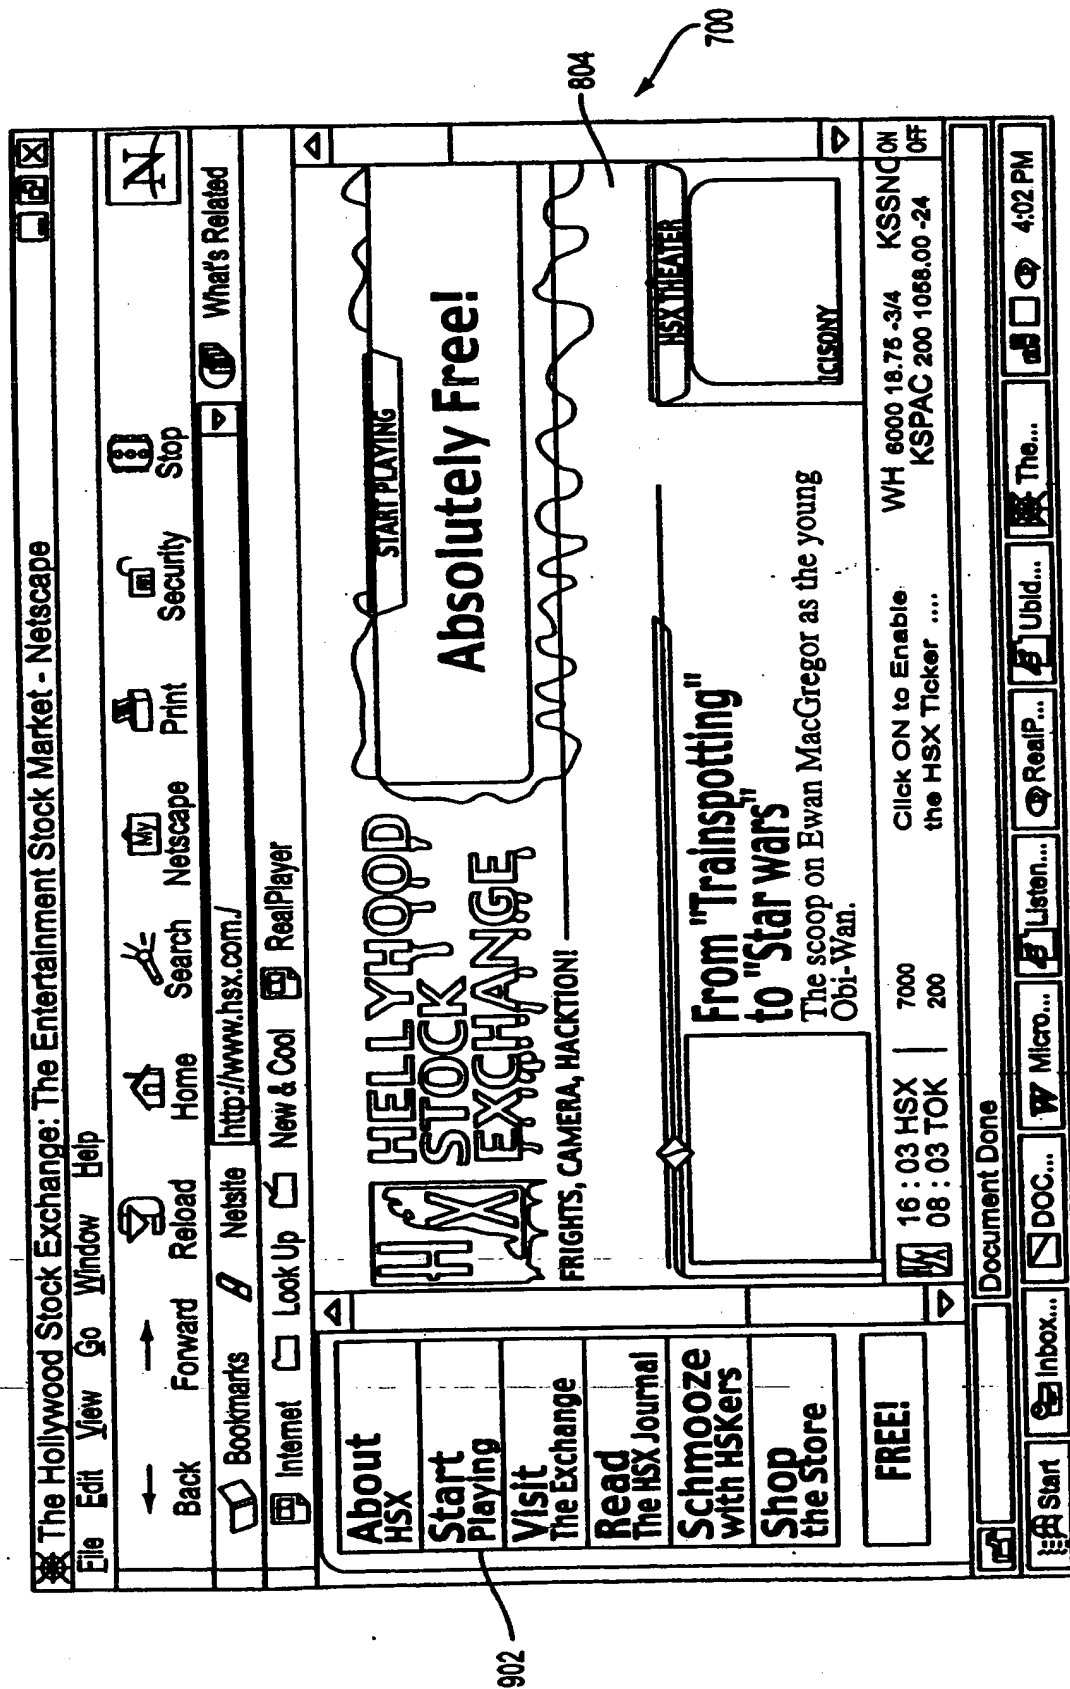 The Hollywood Stock Exchange: The Entertainment Stock Market - Netscape
File Edit View Go Window Help
Back Forward Reload Home Search Netscape Print Security Stop
My
N
Bookmarks Netsite http://www.hsx.com./ What's Related
Internet Look Up New & Cool RealPlayer
About
HSX
Start
Playing
Visit
The Exchange
Read
The HSX Journal
Schmooze
with HSXers
Shop
the Store
FREE!
HSX
HELLYHOOD
STOCK
EXCHANGE
FRIGHTS, CAMERA, HACKTION!
START PLAYING
Absolutely Free!
From "Trainspotting"
to "Star Wars"
The scoop on Ewan MacGregor as the young
Obi-Wan.
HSX THEATER
16 : 03 HSX | 7000 Click ON to Enable WH 6000 18.75 -3/4 KSSNC ON
08 : 03 TOK | 200 the HSX Ticker .... KSPAC 200 1058.00 -24 OFF
Document Done
Start Inbox... DOC... Micro... Listen... RealP... Ubid... The... 4:02 PM
902
804
700